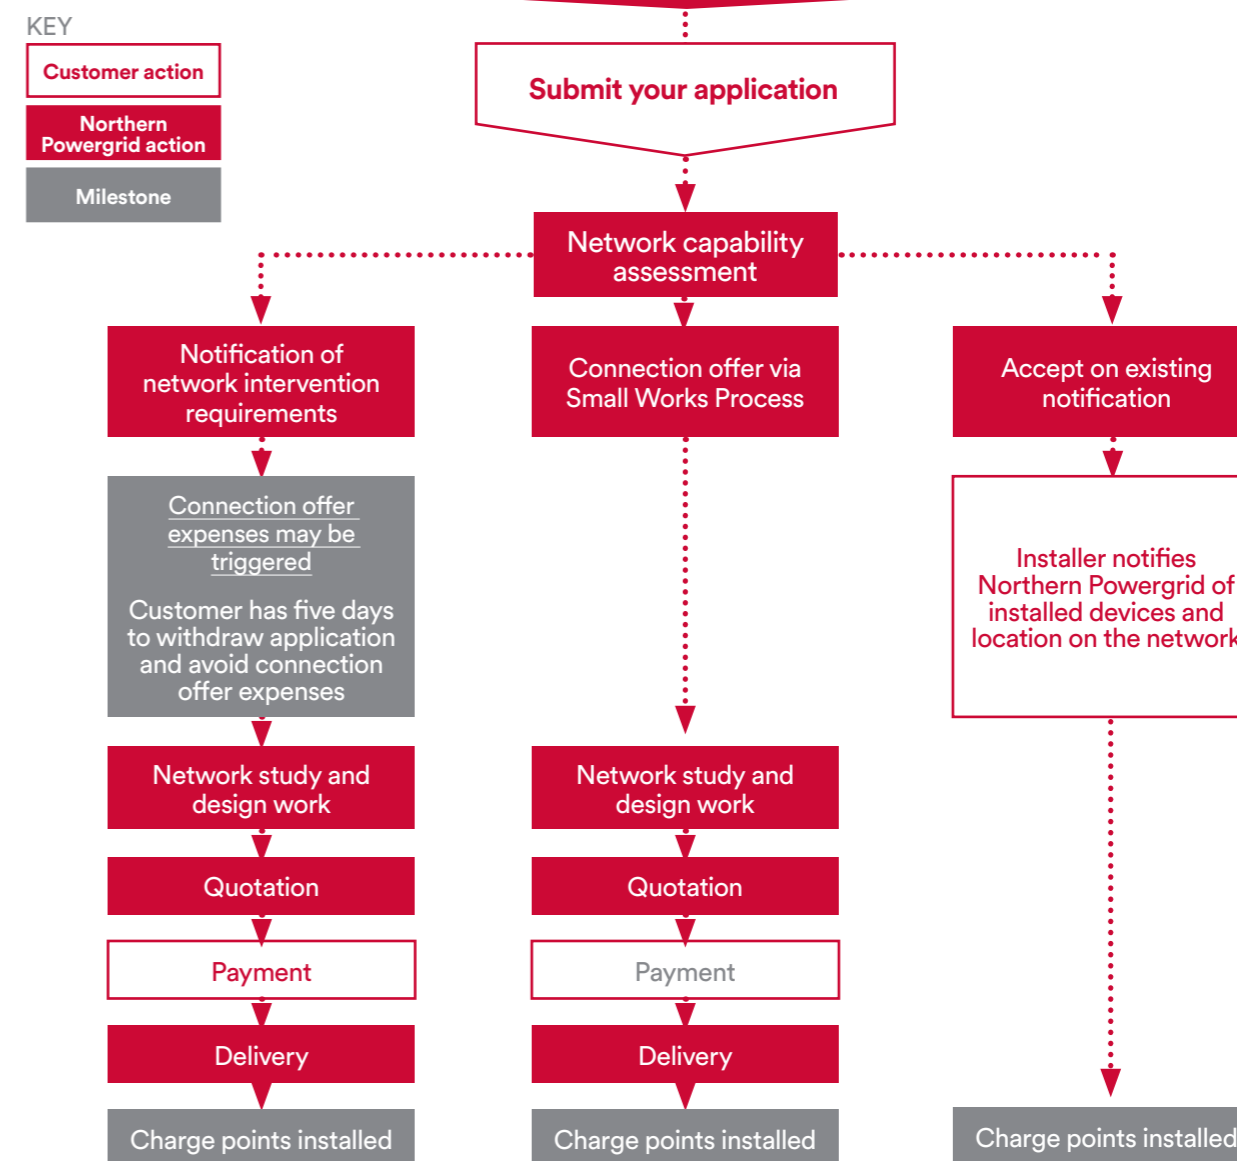 KEY
Customer action
Northern
Powergrid action
Milestone
Submit your application
Network capability
assessment
Notification of
network intervention
requirements
Connection offer via
Small Works Process
Accept on existing
notification
Connection offer
expenses may be
triggered
Customer has five days
to withdraw application
and avoid connection
offer expenses
Installer notifies
Northern Powergrid of
installed devices and
location on the network
Network study and
design work
Network study and
design work
Quotation
Quotation
Payment
Payment
Delivery
Delivery
Charge points installed
Charge points installed
Charge points installed